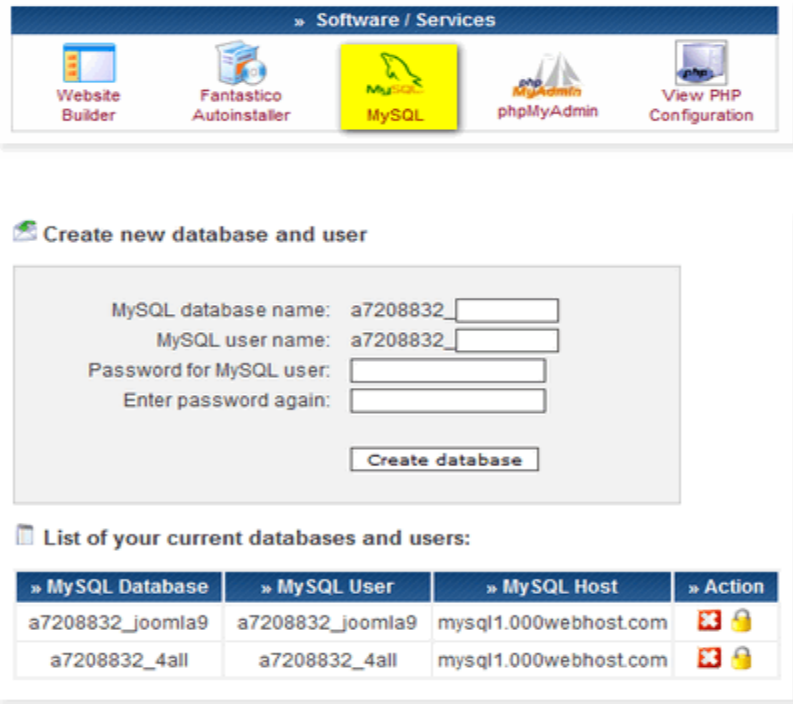 » Software / Services
Website Builder
Fantastico Autoinstaller
MySQL
MySQL
php MyAdmin
phpMyAdmin
php
View PHP Configuration
Create new database and user
MySQL database name: a7208832_
MySQL user name: a7208832_
Password for MySQL user:
Enter password again:
Create database
List of your current databases and users:
» MySQL Database » MySQL User » MySQL Host » Action
a7208832_joomla9 a7208832_joomla9 mysql1.000webhost.com
a7208832_4all a7208832_4all mysql1.000webhost.com